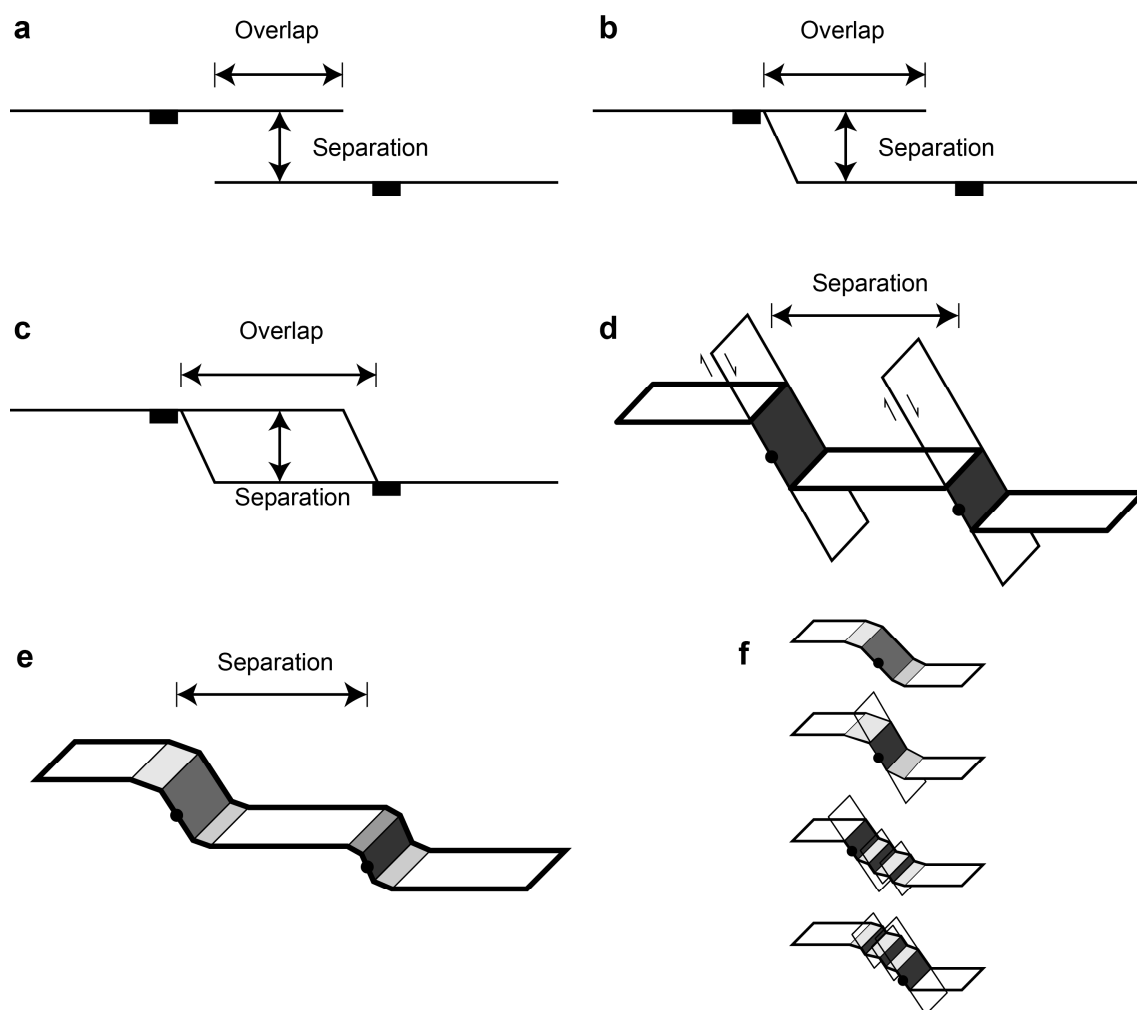 a
Overlap
Separation
b
Overlap
Separation
c
Overlap
Separation
d
Separation
e
Separation
f